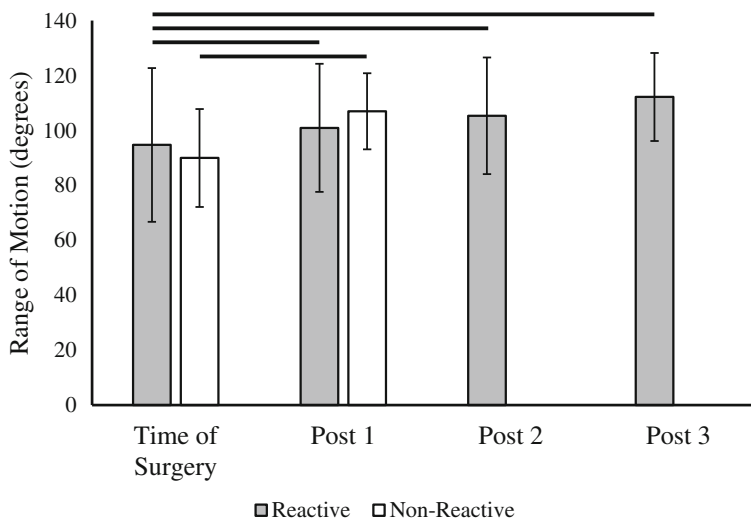 140
120
100
80
60
40
20
0
Range of Motion (degrees)
Time of
Surgery
Post 1
Post 2
Post 3
Reactive
Non-Reactive